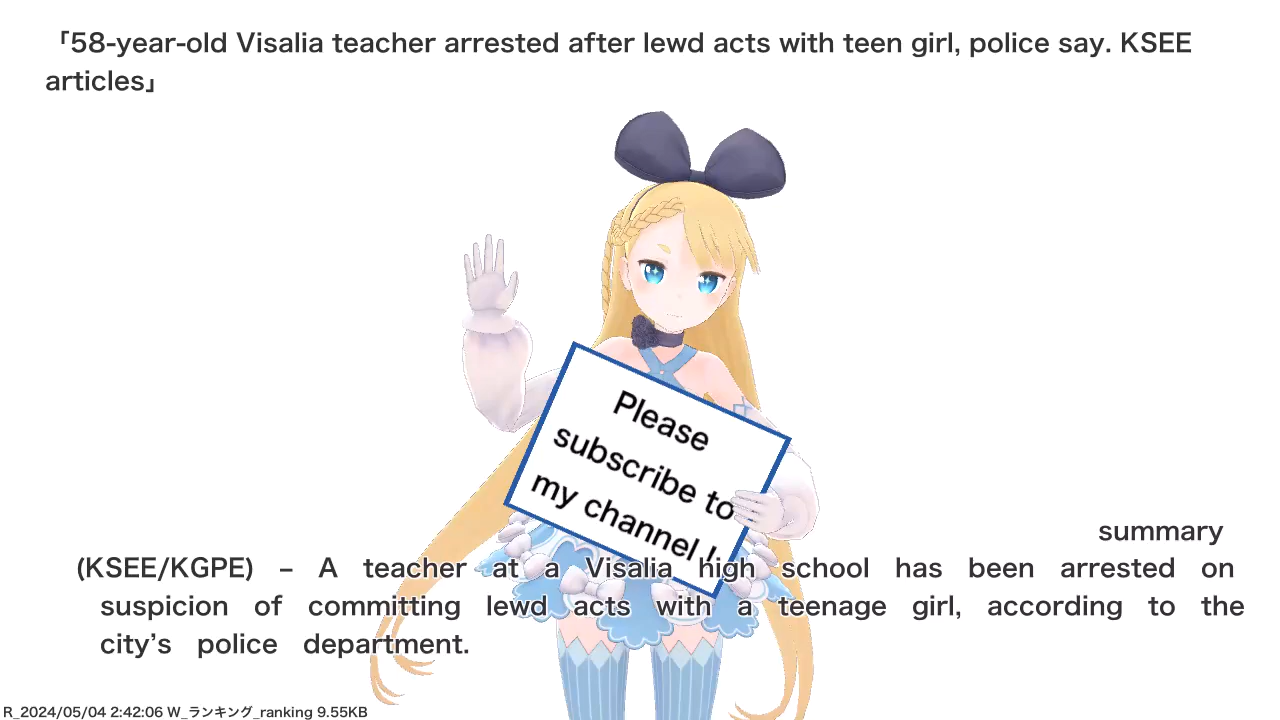 「58-year-old Visalia teacher arrested after lewd acts with teen girl, police say. KSEE
articles」
Please
subscribe to
my channel !
summary
(KSEE/KGPE) – A teacher at a Visalia high school has been arrested on
suspicion of committing lewd acts with a teenage girl, according to the
city’s police department.
R_2024/05/04 2:42:06 W_ランキング_ranking 9.55KB